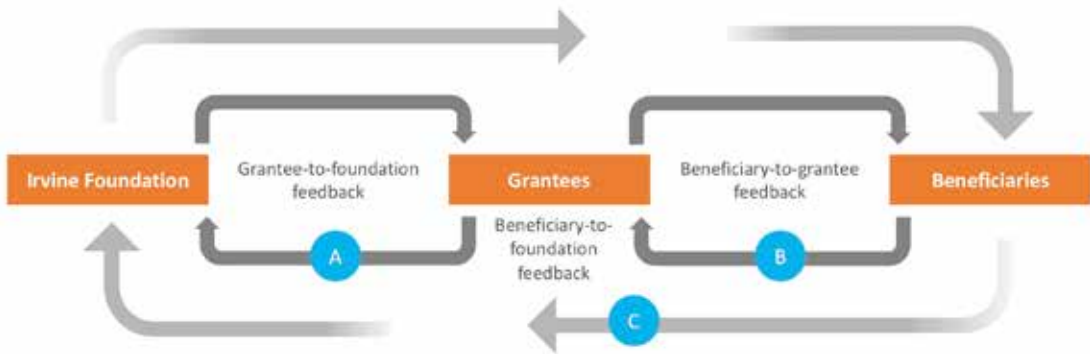 Irvine Foundation
Grantee-to-foundation
feedback
Grantees
Beneficiary-to-grantee
feedback
Beneficiaries
A
Beneficiary-to-
foundation
feedback
B
C